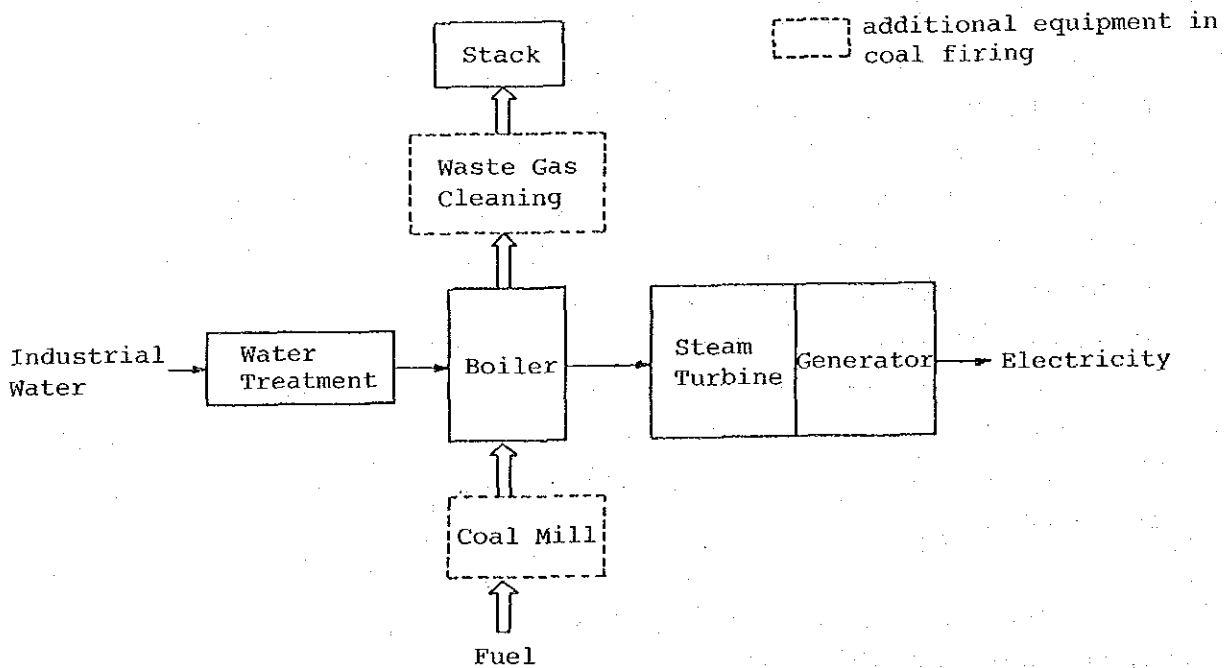 additional equipment in
coal firing
Stack
Waste Gas
Cleaning
Industrial
Water
Water
Treatment
Boiler
Steam
Turbine
Generator
Electricity
Coal Mill
Fuel